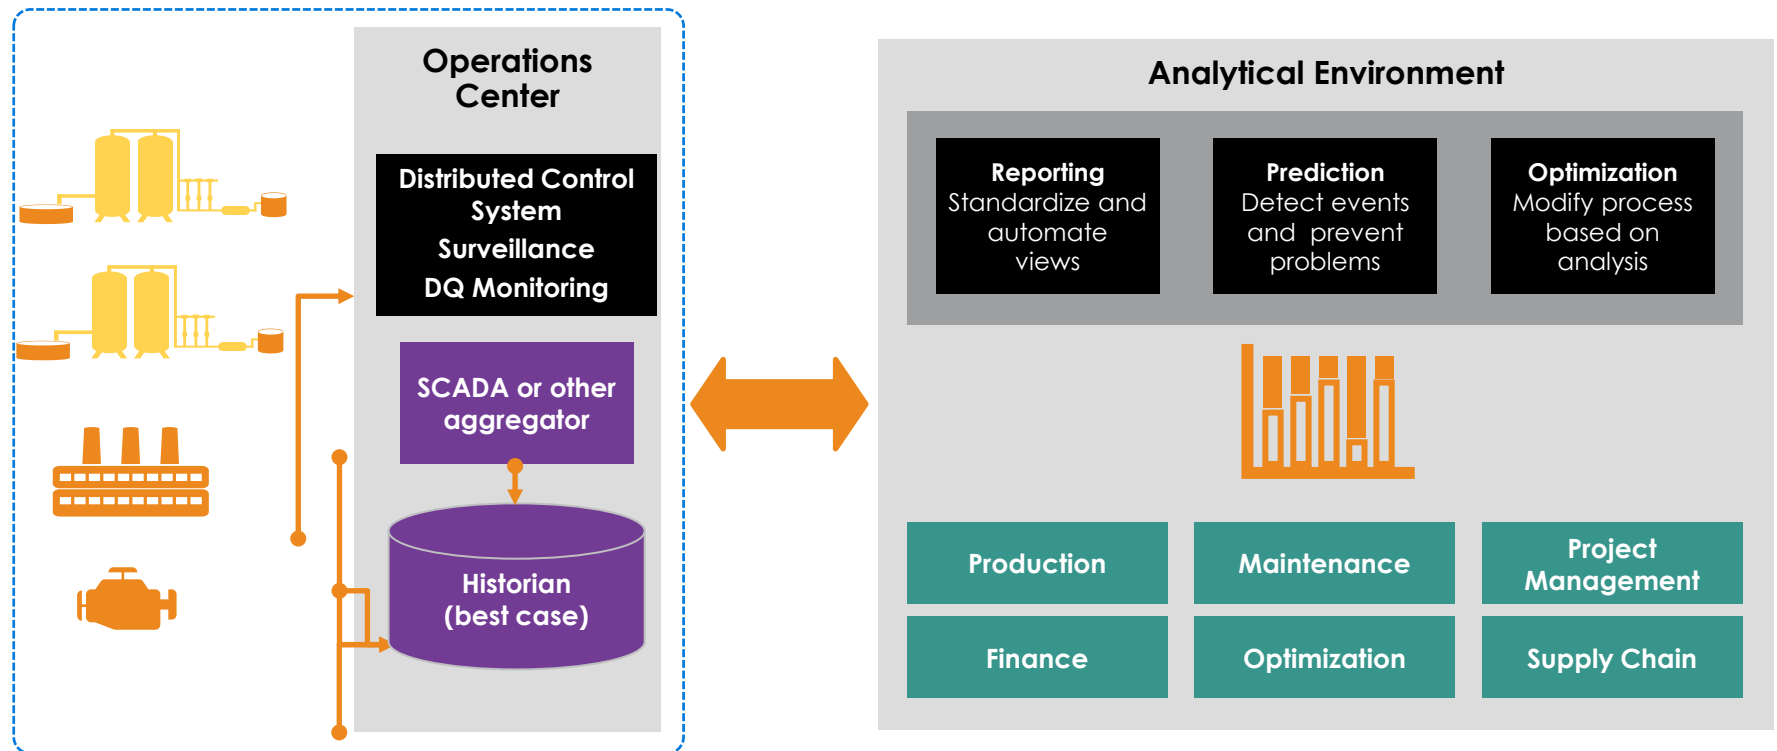 Operations
Center
Distributed Control
System
Surveillance
DQ Monitoring
SCADA or other
aggregator
Historian
(best case)
Analytical Environment
Reporting
Standardize and
automate
views
Prediction
Detect events
and prevent
problems
Optimization
Modify process
based on
analysis
Production
Maintenance
Project
Management
Finance
Optimization
Supply Chain